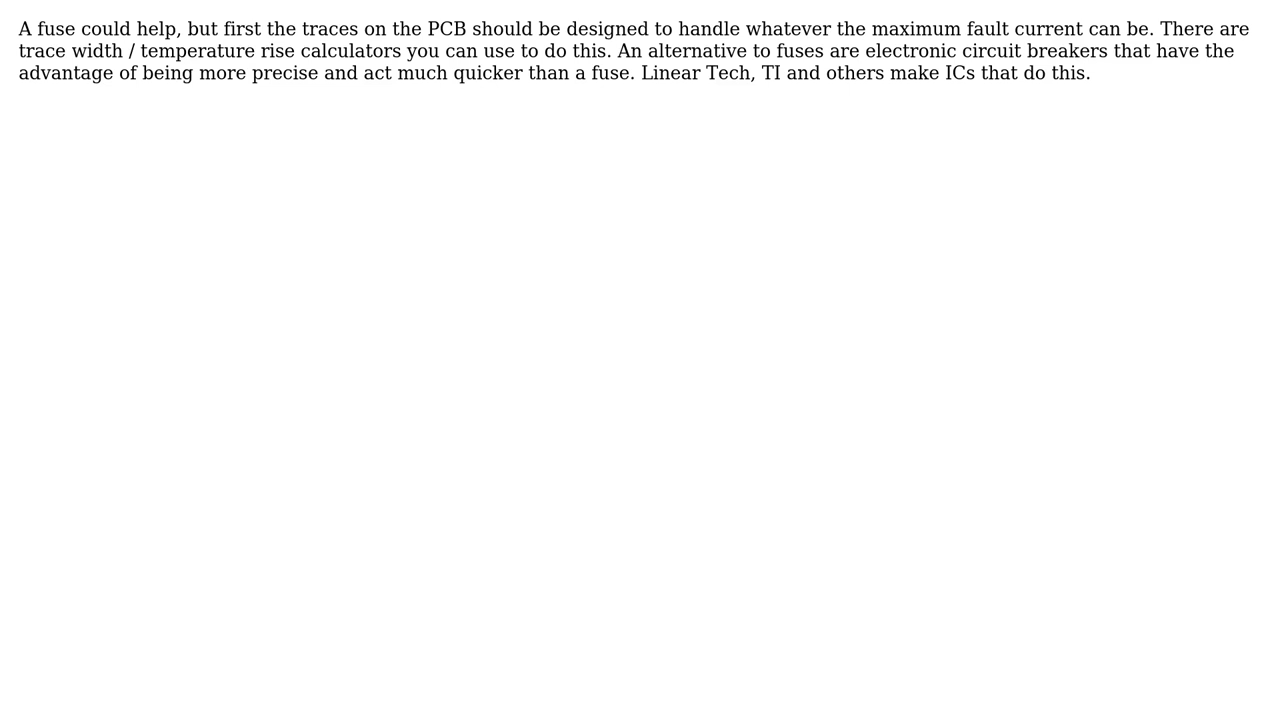 A fuse could help, but first the traces on the PCB should be designed to handle whatever the maximum fault current can be. There are
trace width / temperature rise calculators you can use to do this. An alternative to fuses are electronic circuit breakers that have the
advantage of being more precise and act much quicker than a fuse. Linear Tech, TI and others make ICs that do this.